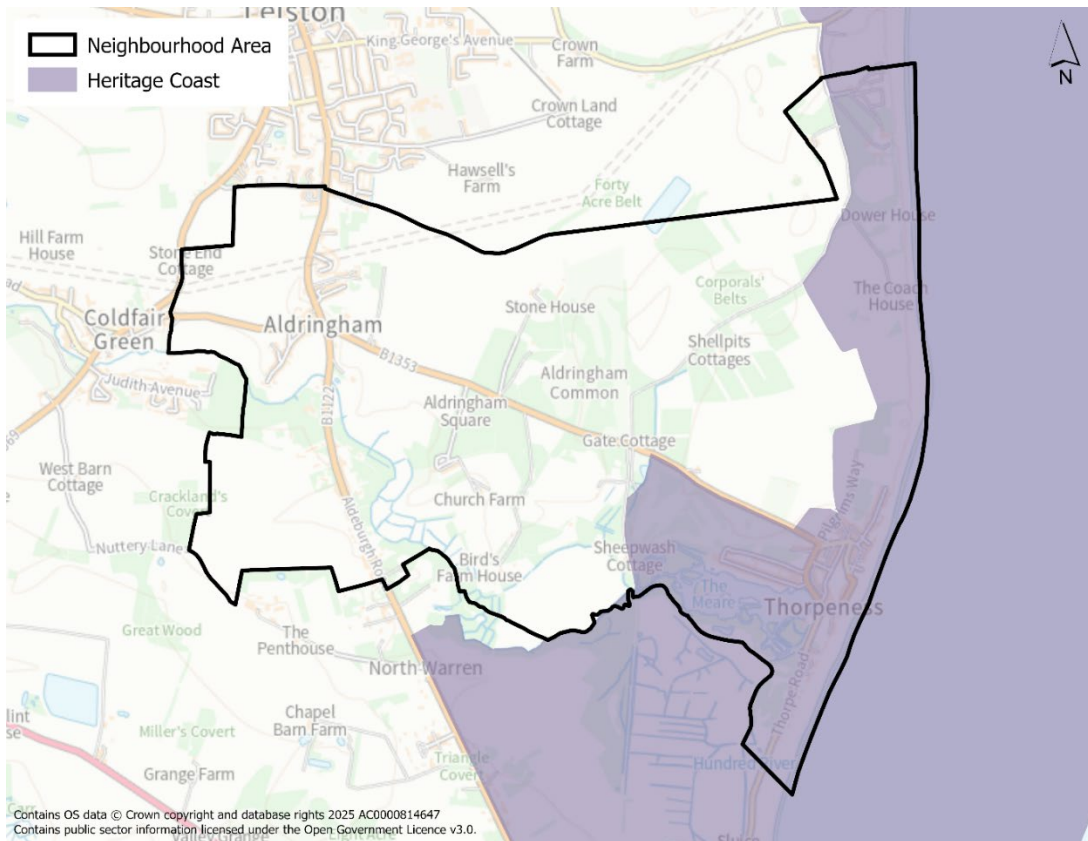 Leiston
Neighbourhood Area
Heritage Coast
King George's Avenue
Crown
Farm
N
Crown Land
Cottage
Hawsell's
Farm
Forty
Acre Belt
Dower House
Hill Farm
House
Stone End
Cottage
Corporals'
Belts
The Coach
House
Stone House
Coldfair
Green
Aldringham
Shellpits
Cottages
B1353
Judith Avenue
B1122
Aldringham
Common
Aldringham
Square
Gate Cottage
West Barn
Cottage
Crackland's
Church Farm
Pilgrims Way
Aldeburgh Ro
Nuttery Lane
Bird's
Farm House
Sheepwash
Cottage
The
Meare
Thorpeness
Great Wood
The
Penthouse
North Warren
Thorpe Road
Chapel
Barn Farm
Miller's Covert
Triangle
Covert
Hundred River
Grange Farm
Contains OS data © Crown copyright and database rights 2025 AC0000814647
Contains public sector information licensed under the Open Government Licence v3.0.
Valley Grange